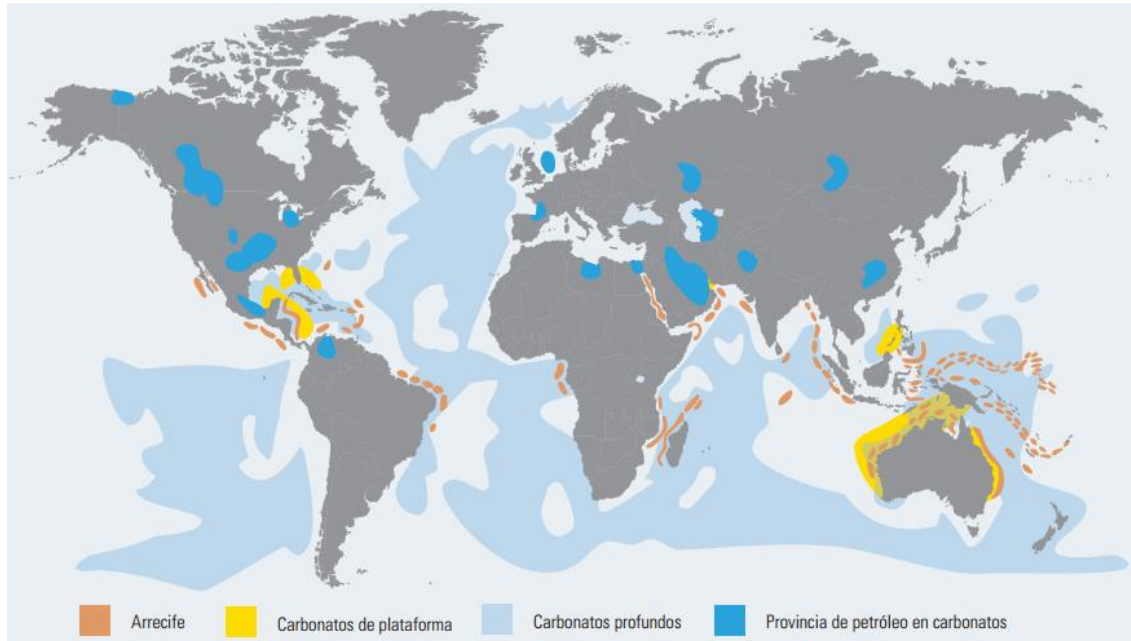 Arrecife
Carbonatos de plataforma
Carbonatos profundos
Provincia de petróleo en carbonatos